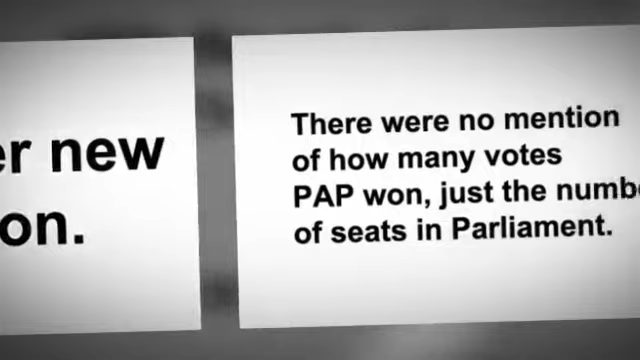 er new
on.
There were no mention
of how many votes
PAP won, just the numb
of seats in Parliament.